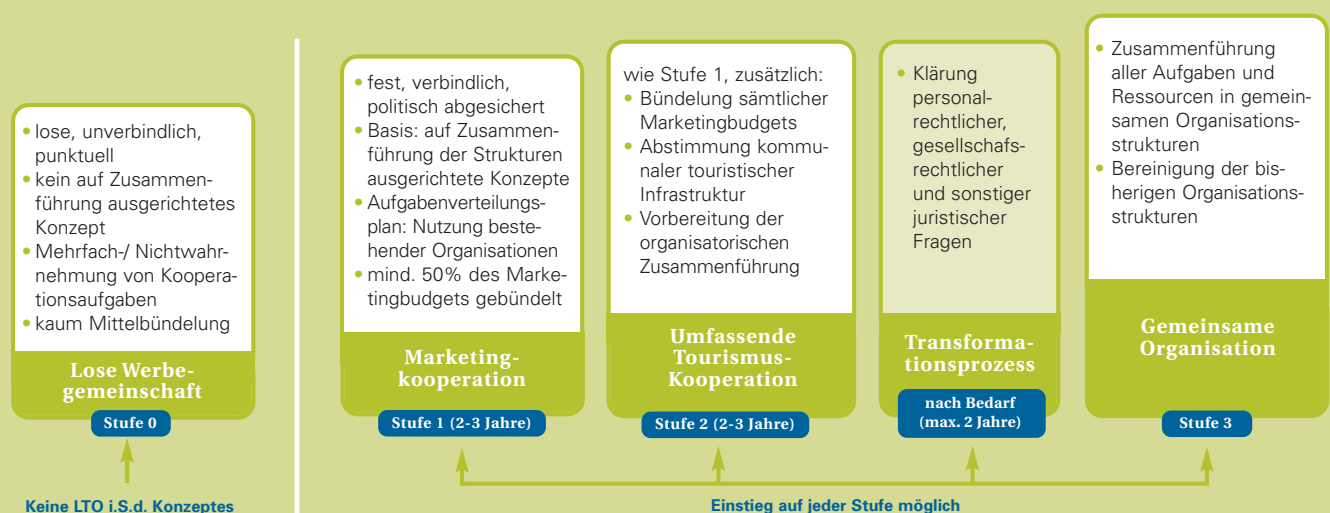 • lose, unverbindlich,
punktuell
• kein auf Zusammen-
führung ausgerichtetes
Konzept
• Mehrfach-/ Nichtwahr-
nehmung von Koopera-
tionsaufgaben
• kaum Mittelbündelung
Lose Werbe-
gemeinschaft
Stufe 0
Keine LTO i.S.d. Konzeptes
• fest, verbindlich,
politisch abgesichert
• Basis: auf Zusammen-
führung der Strukturen
ausgerichtete Konzepte
• Aufgabenverteilungs-
plan: Nutzung beste-
hender Organisationen
• mind. 50% des Marke-
tingbudgets gebündelt
Marketing-
kooperation
Stufe 1 (2-3 Jahre)
wie Stufe 1, zusätzlich:
• Bündelung sämtlicher
Marketingbudgets
• Abstimmung kommu-
naler touristischer
Infrastruktur
• Vorbereitung der
organisatorischen
Zusammenführung
Umfassende
Tourismus-
Kooperation
Stufe 2 (2-3 Jahre)
• Klärung
personal-
rechtlicher,
gesellschafs-
rechtlicher
und sonstiger
juristischer
Fragen
Transforma-
tionsprozess
nach Bedarf
(max. 2 Jahre)
• Zusammenführung
aller Aufgaben und
Ressourcen in gemein-
samen Organisations-
strukturen
• Bereinigung der bis-
herigen Organisations-
strukturen
Gemeinsame
Organisation
Stufe 3
Einstieg auf jeder Stufe möglich